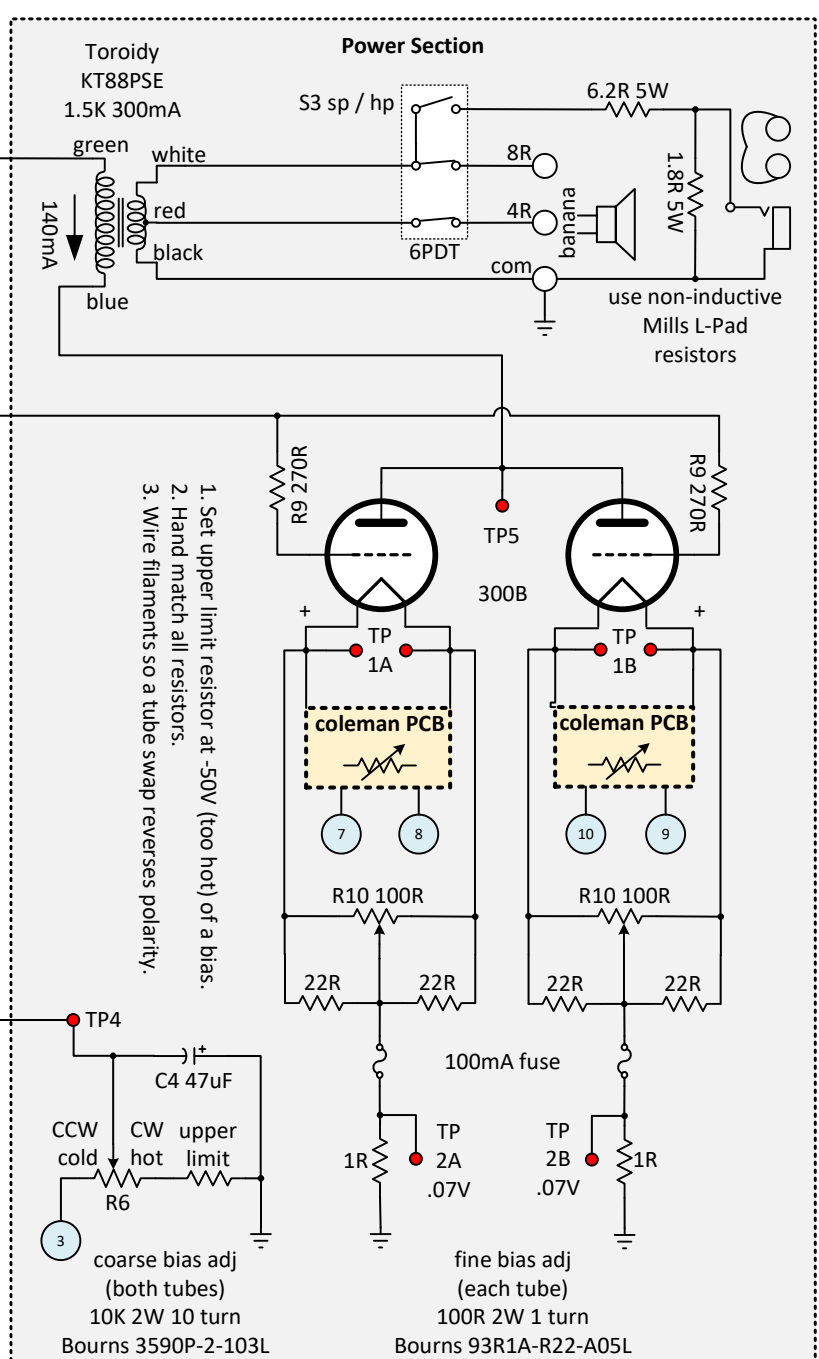 Power Section
Toroidy
KT88PSE
1.5K 300mA
green
white
red
black
blue
140mA
S3 sp / hp
6PDT
8R
4R
com
banana
6.2R 5W
1.8R 5W
use non-inductive
Mills L-Pad
resistors
R9 270R
R9 270R
TP5
300B
+
+
TP
1A
TP
1B
1. Set upper limit resistor at -50V (too hot) of a bias.
2. Hand match all resistors.
3. Wire filaments so a tube swap reverses polarity.
coleman PCB
coleman PCB
7
8
10
9
R10 100R
R10 100R
22R
22R
22R
22R
TP4
+
C4 47uF
100mA fuse
CCW
cold
CW
hot
upper
limit
R6
3
1R
TP
2A
.07V
TP
2B
.07V
1R
coarse bias adj
(both tubes)
10K 2W 10 turn
Bourns 3590P-2-103L
fine bias adj
(each tube)
100R 2W 1 turn
Bourns 93R1A-R22-A05L